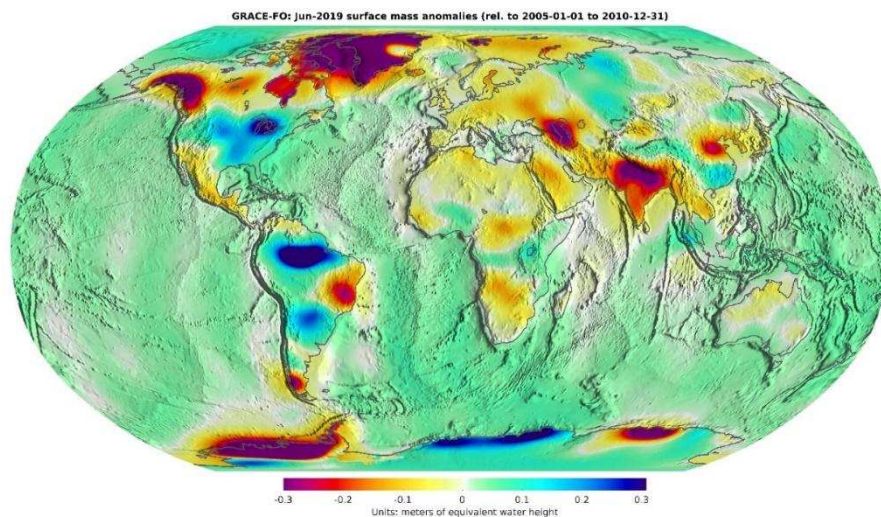 GRACE-FO: Jun-2019 surface mass anomalies (rel. to 2005-01-01 to 2010-12-31)
-0.3 -0.2 -0.1 0 0.1 0.2 0.3
Units: meters of equivalent water height